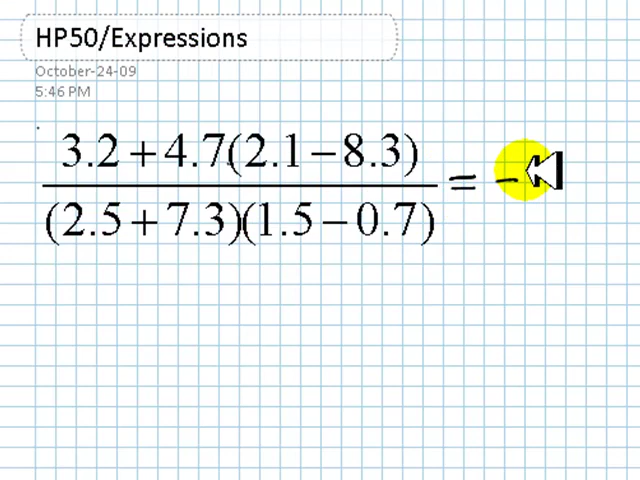 HP50/Expressions
October-24-09
5:46 PM
3.2+4.7(2.1−8.3)
= −
(2.5+7.3)(1.5−0.7)